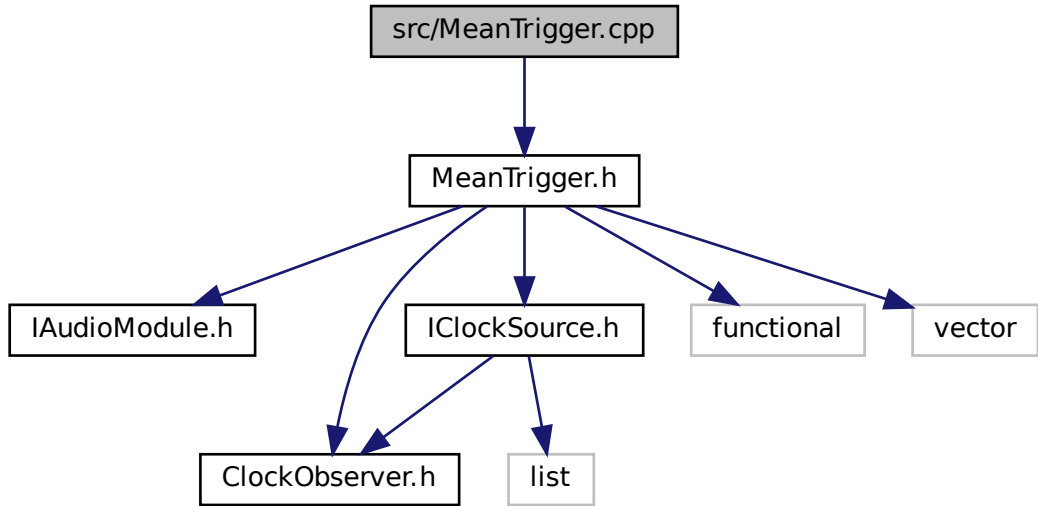 src/MeanTrigger.cpp
MeanTrigger.h
IAudioModule.h
IClockSource.h
functional
vector
ClockObserver.h
list